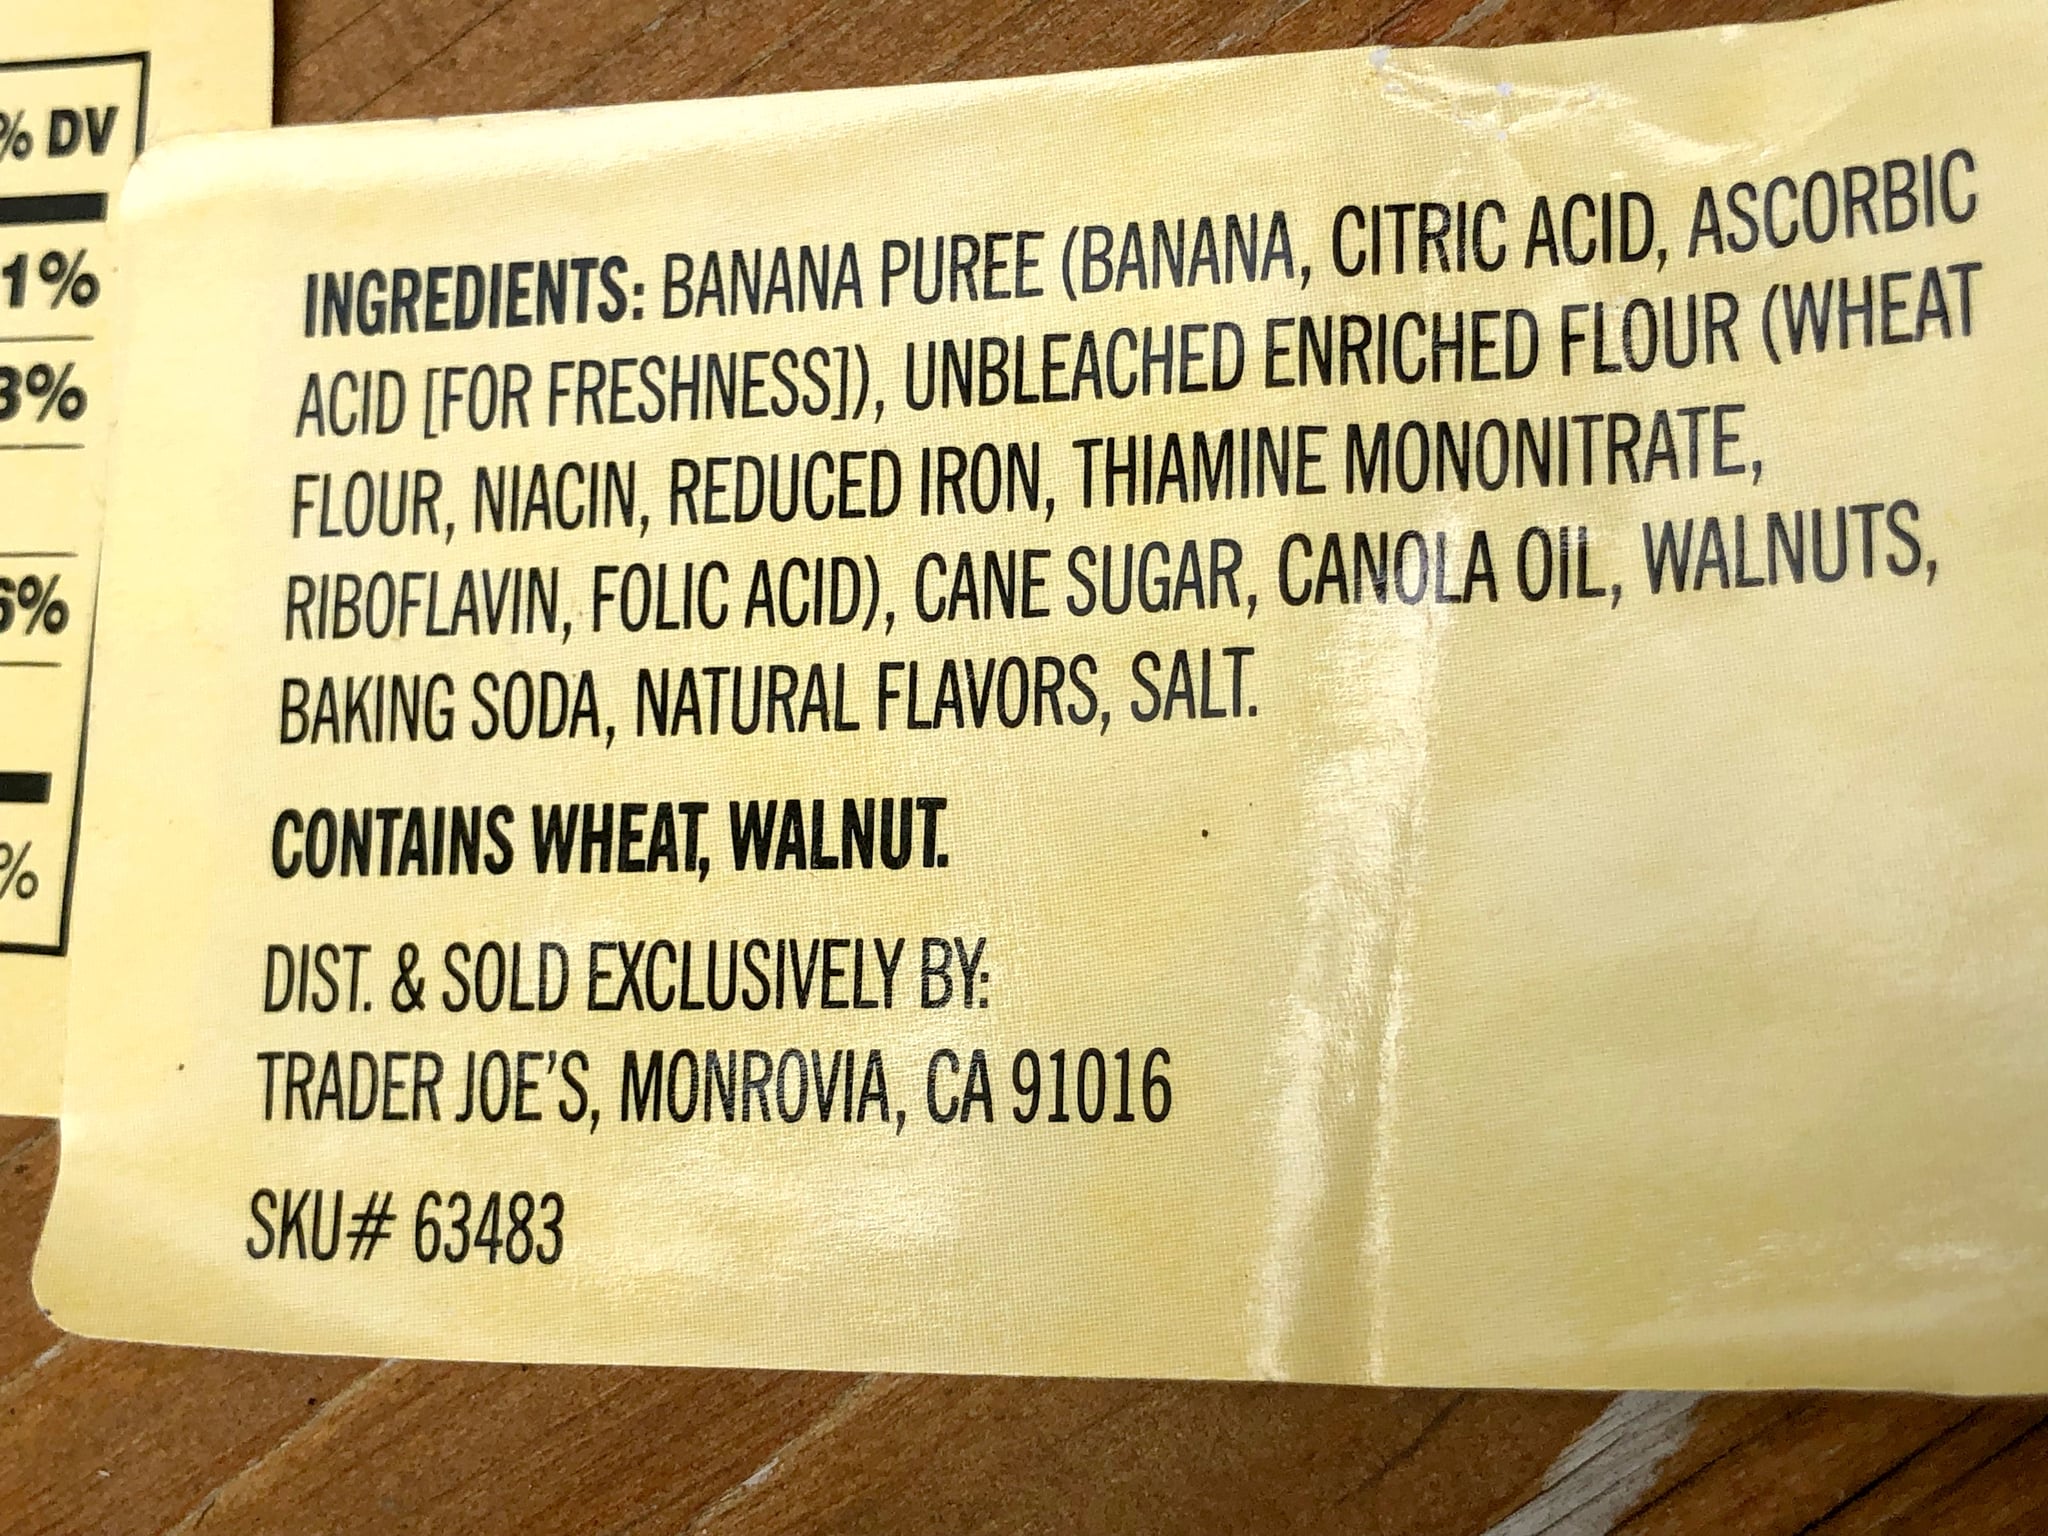 % DV
1%
3%
6%
%
INGREDIENTS: BANANA PUREE (BANANA, CITRIC ACID, ASCORBIC
ACID [FOR FRESHNESS]), UNBLEACHED ENRICHED FLOUR (WHEAT
FLOUR, NIACIN, REDUCED IRON, THIAMINE MONONITRATE,
RIBOFLAVIN, FOLIC ACID), CANE SUGAR, CANOLA OIL, WALNUTS,
BAKING SODA, NATURAL FLAVORS, SALT.
CONTAINS WHEAT, WALNUT.
DIST. & SOLD EXCLUSIVELY BY:
TRADER JOE'S, MONROVIA, CA 91016
SKU# 63483